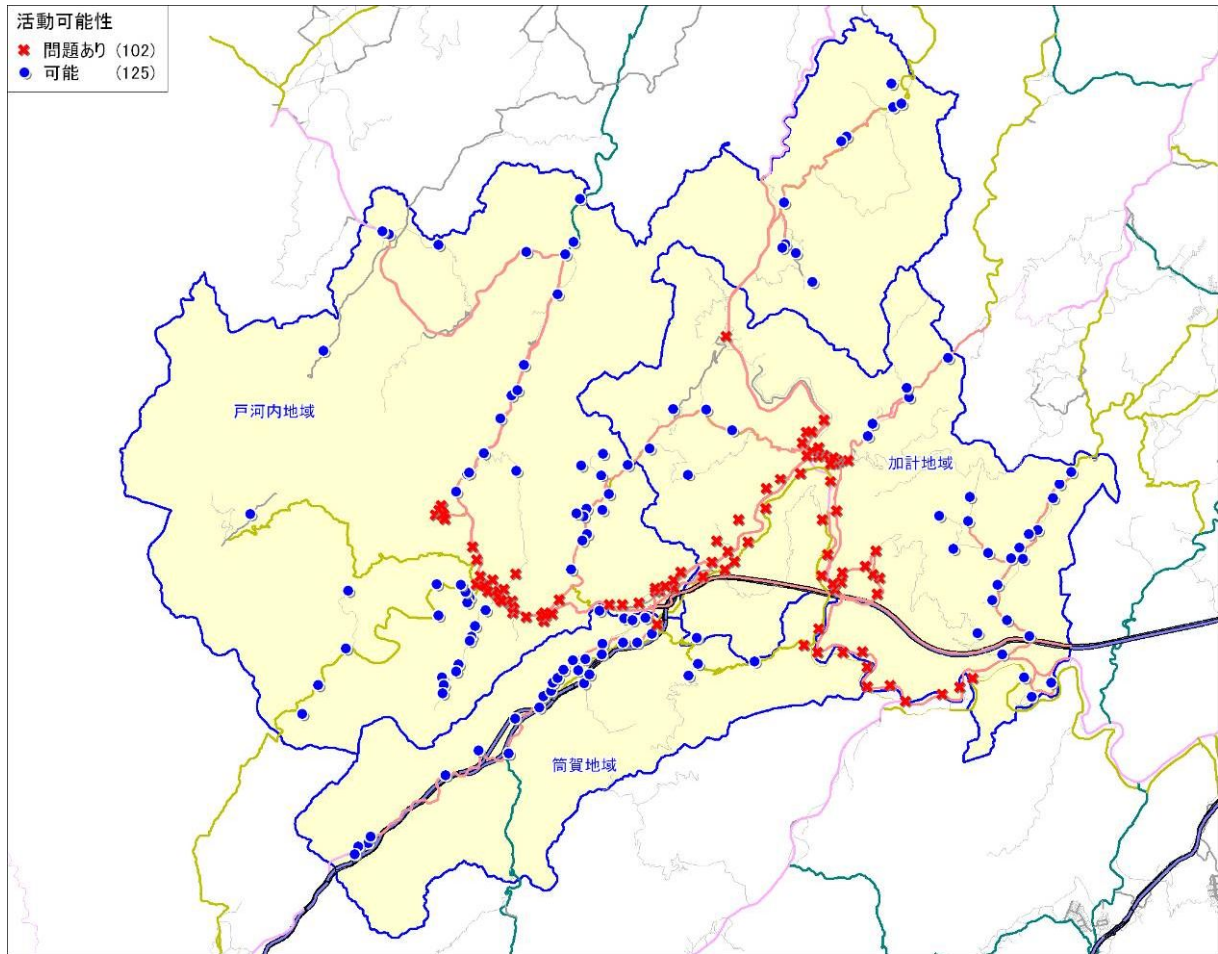 活動可能性
問題あり (102)
可能 (125)
戸河内地域
加計地域
筒賀地域